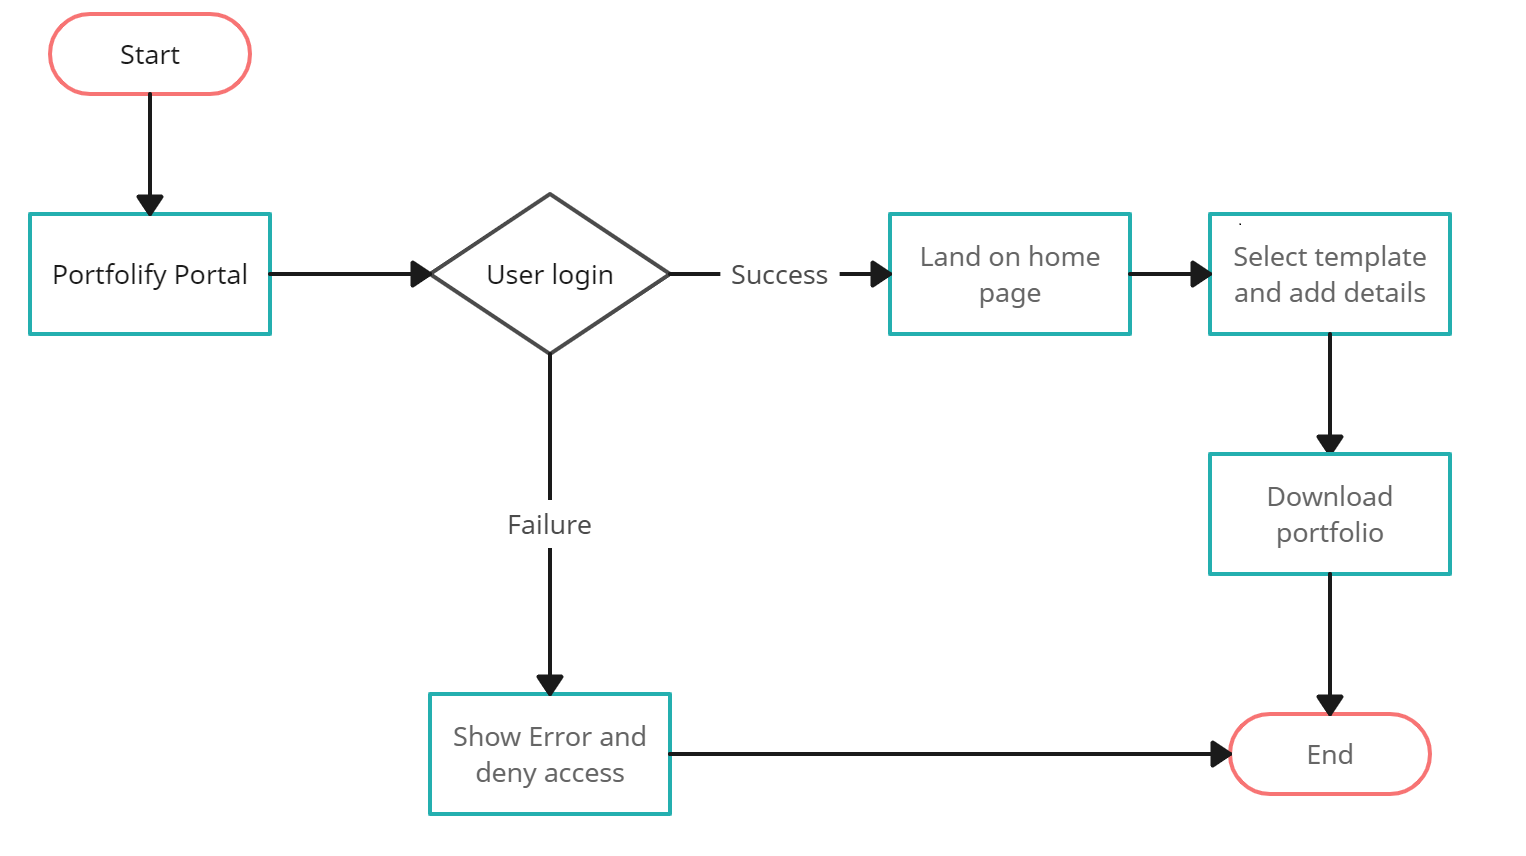 Start
Portfolify Portal
User login
Success
Land on home
page
Select template
and add details
Failure
Download
portfolio
Show Error and
deny access
End